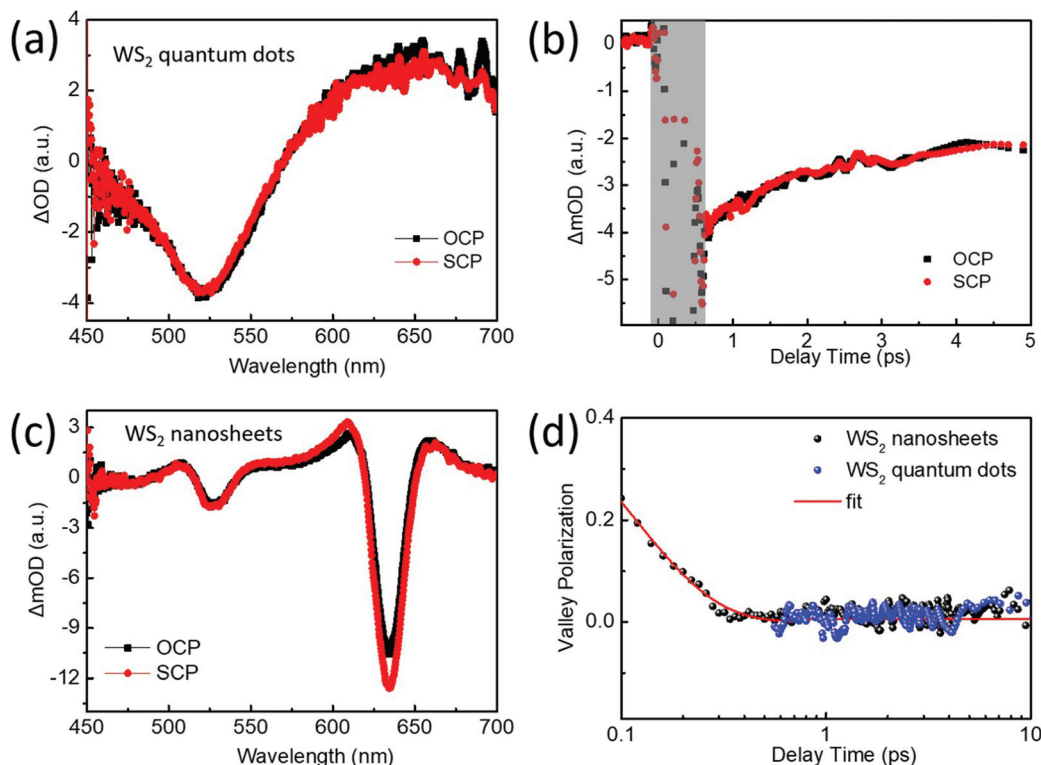 (a)
WS₂ quantum dots
4
2
0
-2
-4
ΔOD (a.u.)
OCP
SCP
450 500 550 600 650 700
Wavelength (nm)
(b)
0
-1
-2
-3
-4
-5
ΔmOD (a.u.)
OCP
SCP
0 1 2 3 4 5
Delay Time (ps)
(c)
WS₂ nanosheets
3
0
-3
-6
-9
-12
ΔmOD (a.u.)
OCP
SCP
450 500 550 600 650 700
Wavelength (nm)
(d)
0.4
0.2
0.0
Valley Polarization
WS₂ nanosheets
WS₂ quantum dots
fit
0.1 1 10
Delay Time (ps)